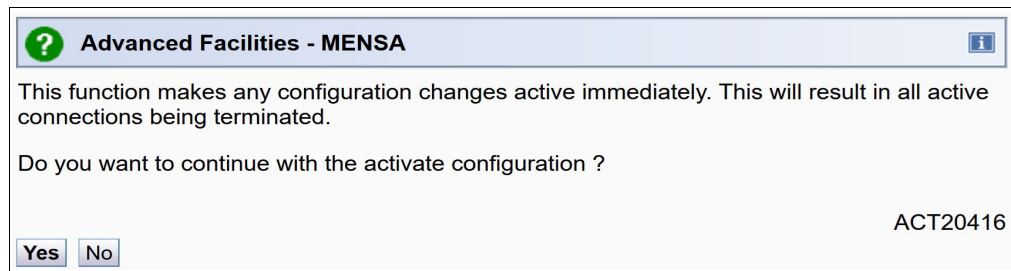 Advanced Facilities - MENSA
This function makes any configuration changes active immediately. This will result in all active
connections being terminated.
Do you want to continue with the activate configuration ?
ACT20416
Yes No